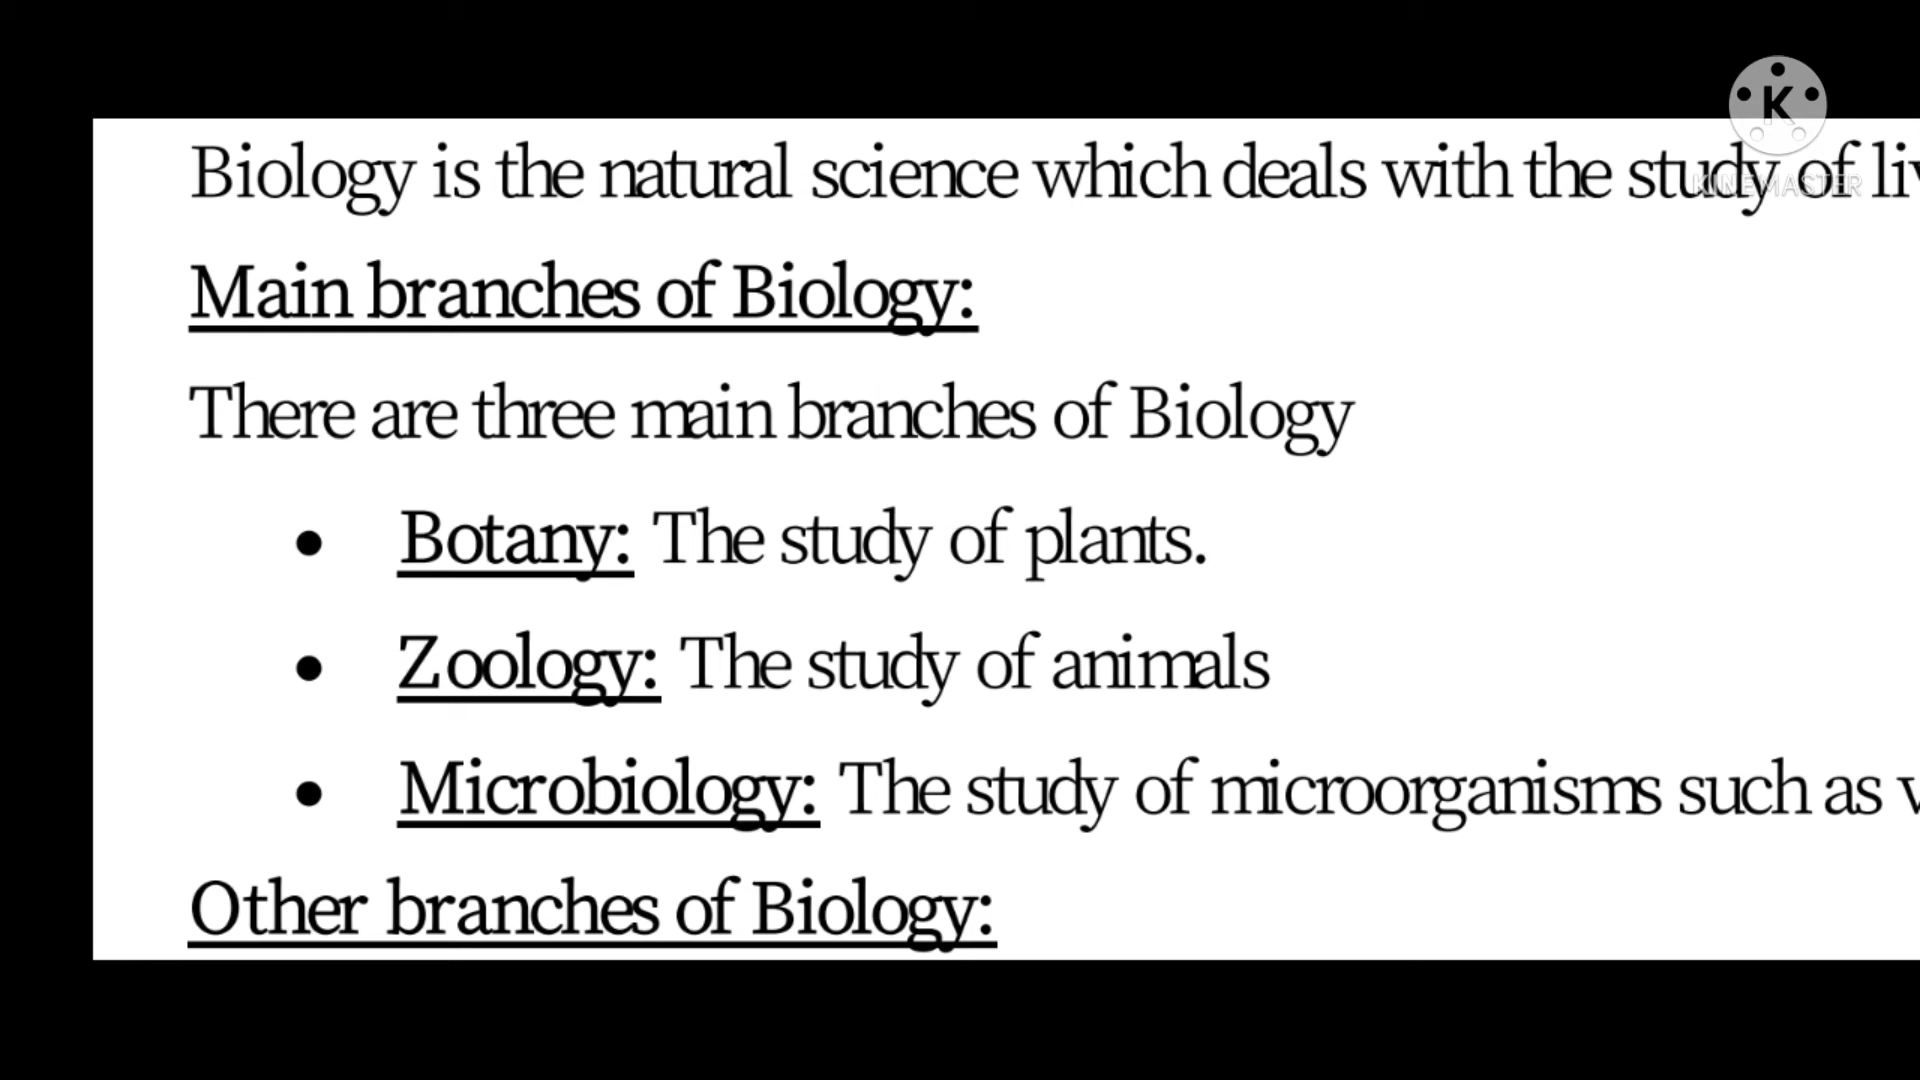 Biology is the natural science which deals with the study of liv
Main branches of Biology:
There are three main branches of Biology
• Botany: The study of plants.
• Zoology: The study of animals
• Microbiology: The study of microorganisms such as v
Other branches of Biology:
K
KINEMASTER